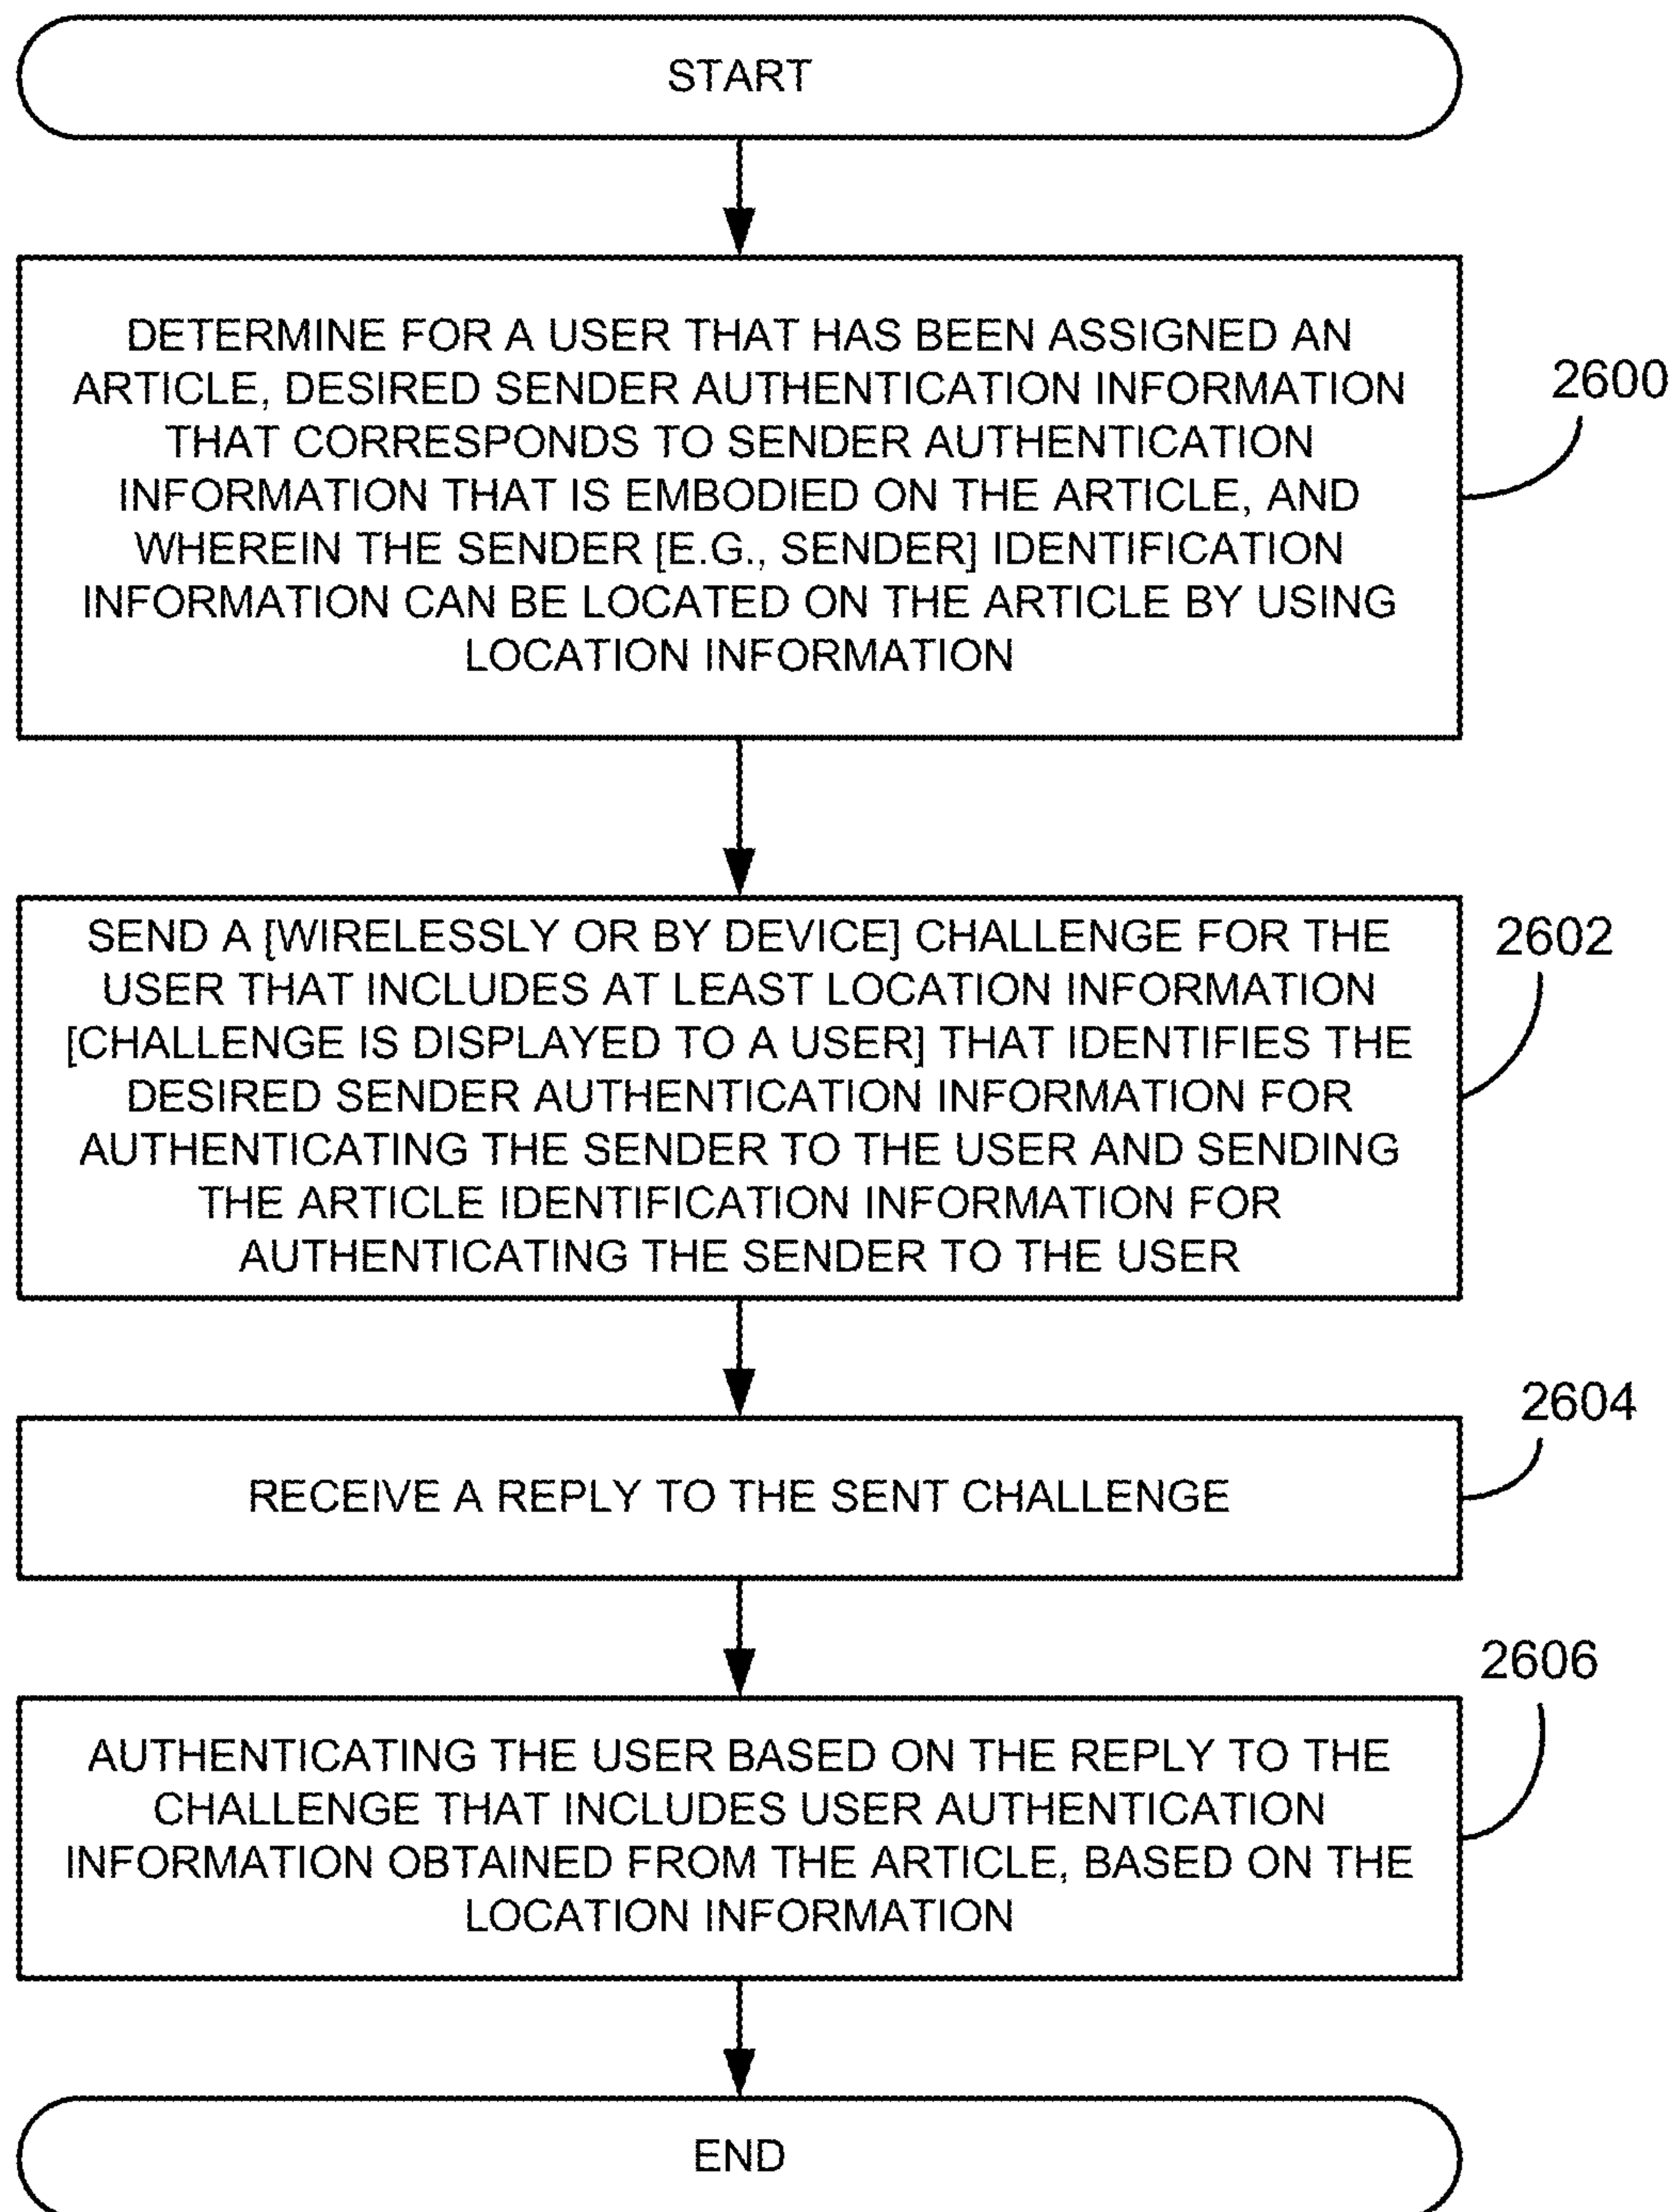 START
DETERMINE FOR A USER THAT HAS BEEN ASSIGNED AN
ARTICLE, DESIRED SENDER AUTHENTICATION INFORMATION
THAT CORRESPONDS TO SENDER AUTHENTICATION
INFORMATION THAT IS EMBODIED ON THE ARTICLE, AND
WHEREIN THE SENDER [E.G., SENDER] IDENTIFICATION
INFORMATION CAN BE LOCATED ON THE ARTICLE BY USING
LOCATION INFORMATION
2600
SEND A [WIRELESSLY OR BY DEVICE] CHALLENGE FOR THE
USER THAT INCLUDES AT LEAST LOCATION INFORMATION
[CHALLENGE IS DISPLAYED TO A USER] THAT IDENTIFIES THE
DESIRED SENDER AUTHENTICATION INFORMATION FOR
AUTHENTICATING THE SENDER TO THE USER AND SENDING
THE ARTICLE IDENTIFICATION INFORMATION FOR
AUTHENTICATING THE SENDER TO THE USER
2602
RECEIVE A REPLY TO THE SENT CHALLENGE
2604
AUTHENTICATING THE USER BASED ON THE REPLY TO THE
CHALLENGE THAT INCLUDES USER AUTHENTICATION
INFORMATION OBTAINED FROM THE ARTICLE, BASED ON THE
LOCATION INFORMATION
2606
END